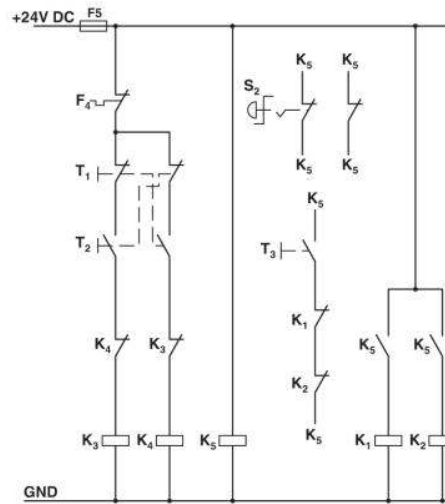 +24V DC F5
F4
K5 K5
S2
T1
K5 K5
K5
T2 T3
K4 K3 K1 K5 K5
K2
K3 K4 K5 K5 K1 K2
GND